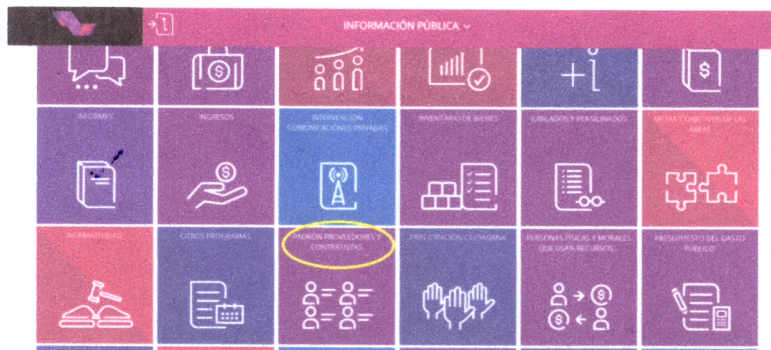 INFORMACIÓN PÚBLICA
INFORMES
INGRESOS
INTERVENCIÓN
COMUNICACIONES PRIVADAS
INVENTARIO DE BIENES
JUBILADOS Y PENSIONADOS
METAS Y OBJETIVOS DE LAS
ÁREAS
NORMATIVIDAD
OTROS PROGRAMAS
PADRÓN PROVEEDORES Y
CONTRATISTAS
PARTICIPACIÓN CIUDADANA
PERSONAS FÍSICAS Y MORALES
QUE USAN RECURSOS...
PRESUPUESTO DEL GASTO
PÚBLICO